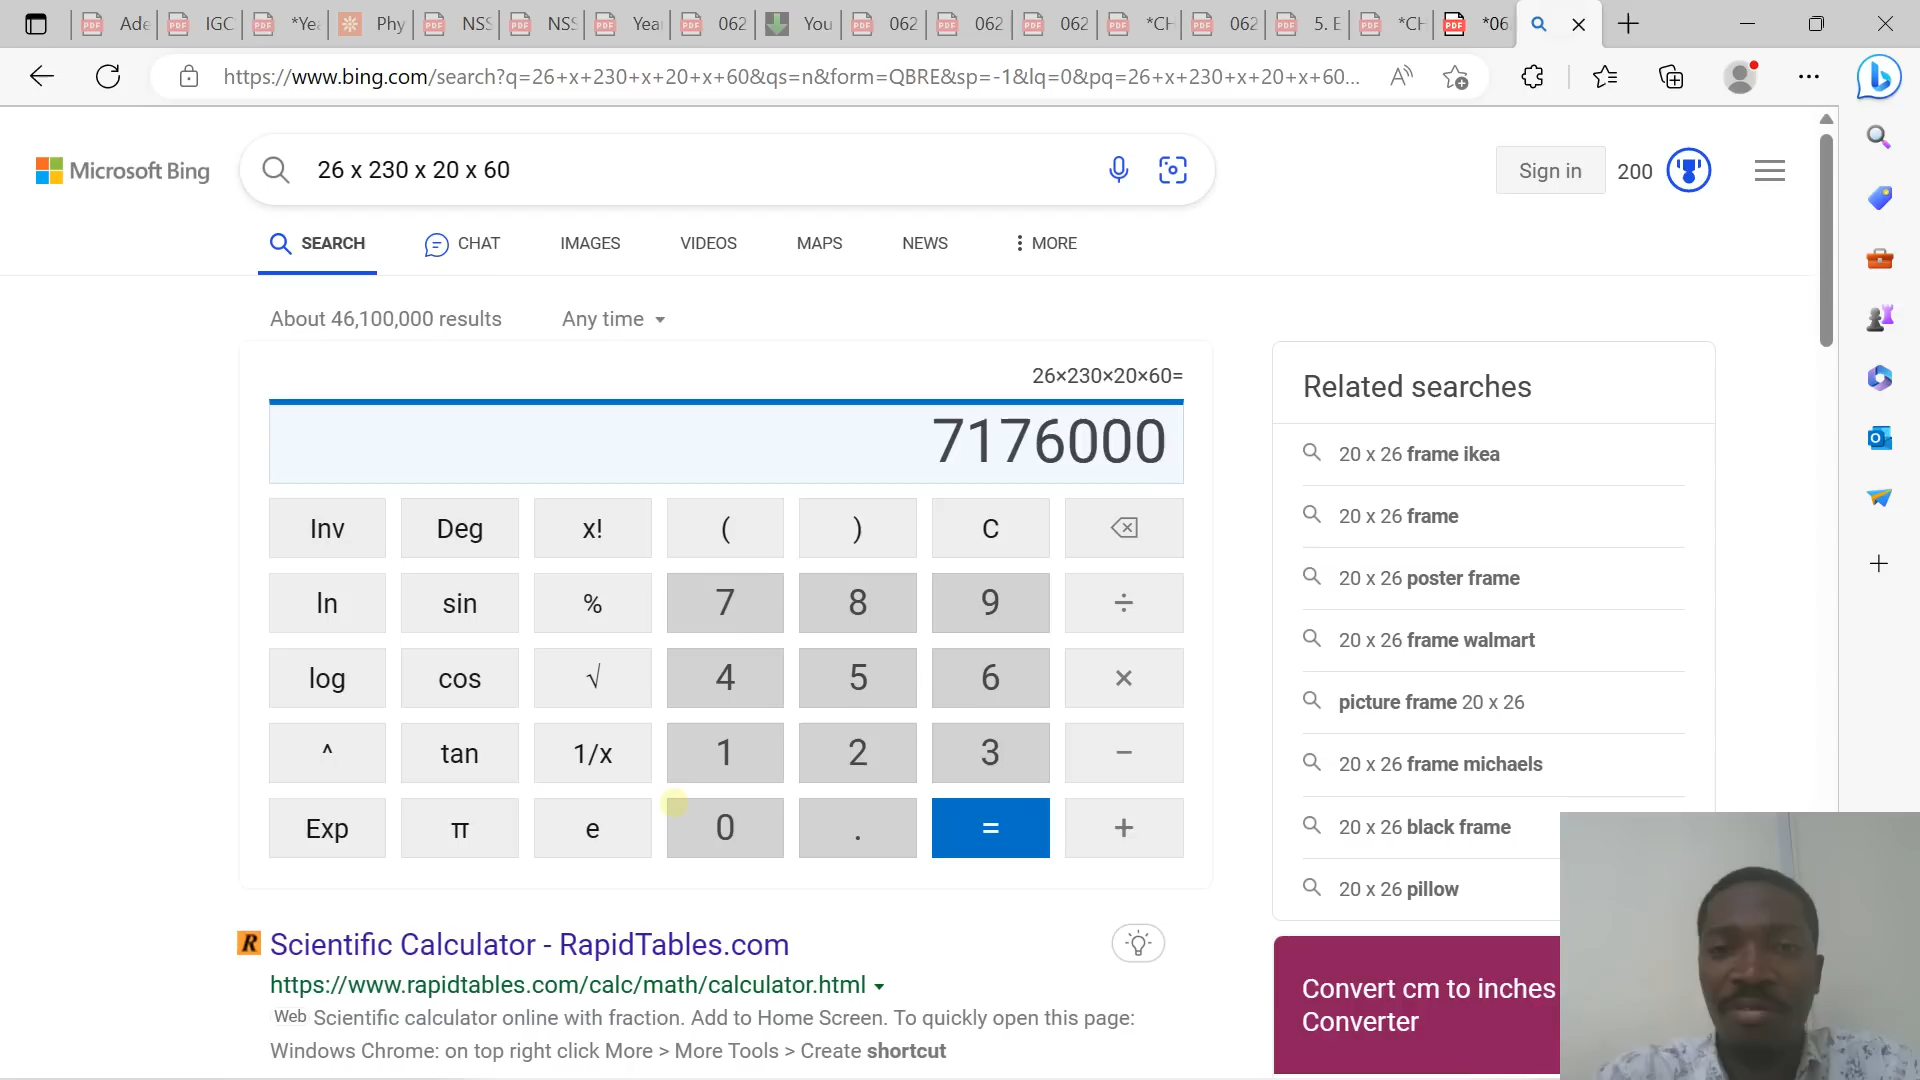 Ade
IGC
*Yea
Phy
NSS
NSS
Year
062
You
062
062
062
*CH
062
5. E
*CH
*06
https://www.bing.com/search?q=26+x+230+x+20+x+60&qs=n&form=QBRE&sp=-1&lq=0&pq=26+x+230+x+20+x+60...
Microsoft Bing
26 x 230 x 20 x 60
Sign in
200
SEARCH
CHAT
IMAGES
VIDEOS
MAPS
NEWS
MORE
About 46,100,000 results
Any time
26×230×20×60=
7176000
Inv Deg x! ( ) C
ln sin % 7 8 9 ÷
log cos √ 4 5 6 ×
^ tan 1/x 1 2 3 −
Exp π e 0 . = +
Related searches
20 x 26 frame ikea
20 x 26 frame
20 x 26 poster frame
20 x 26 frame walmart
picture frame 20 x 26
20 x 26 frame michaels
20 x 26 black frame
20 x 26 pillow
Convert cm to inches
Converter
Scientific Calculator - RapidTables.com
https://www.rapidtables.com/calc/math/calculator.html
Web Scientific calculator online with fraction. Add to Home Screen. To quickly open this page:
Windows Chrome: on top right click More > More Tools > Create shortcut